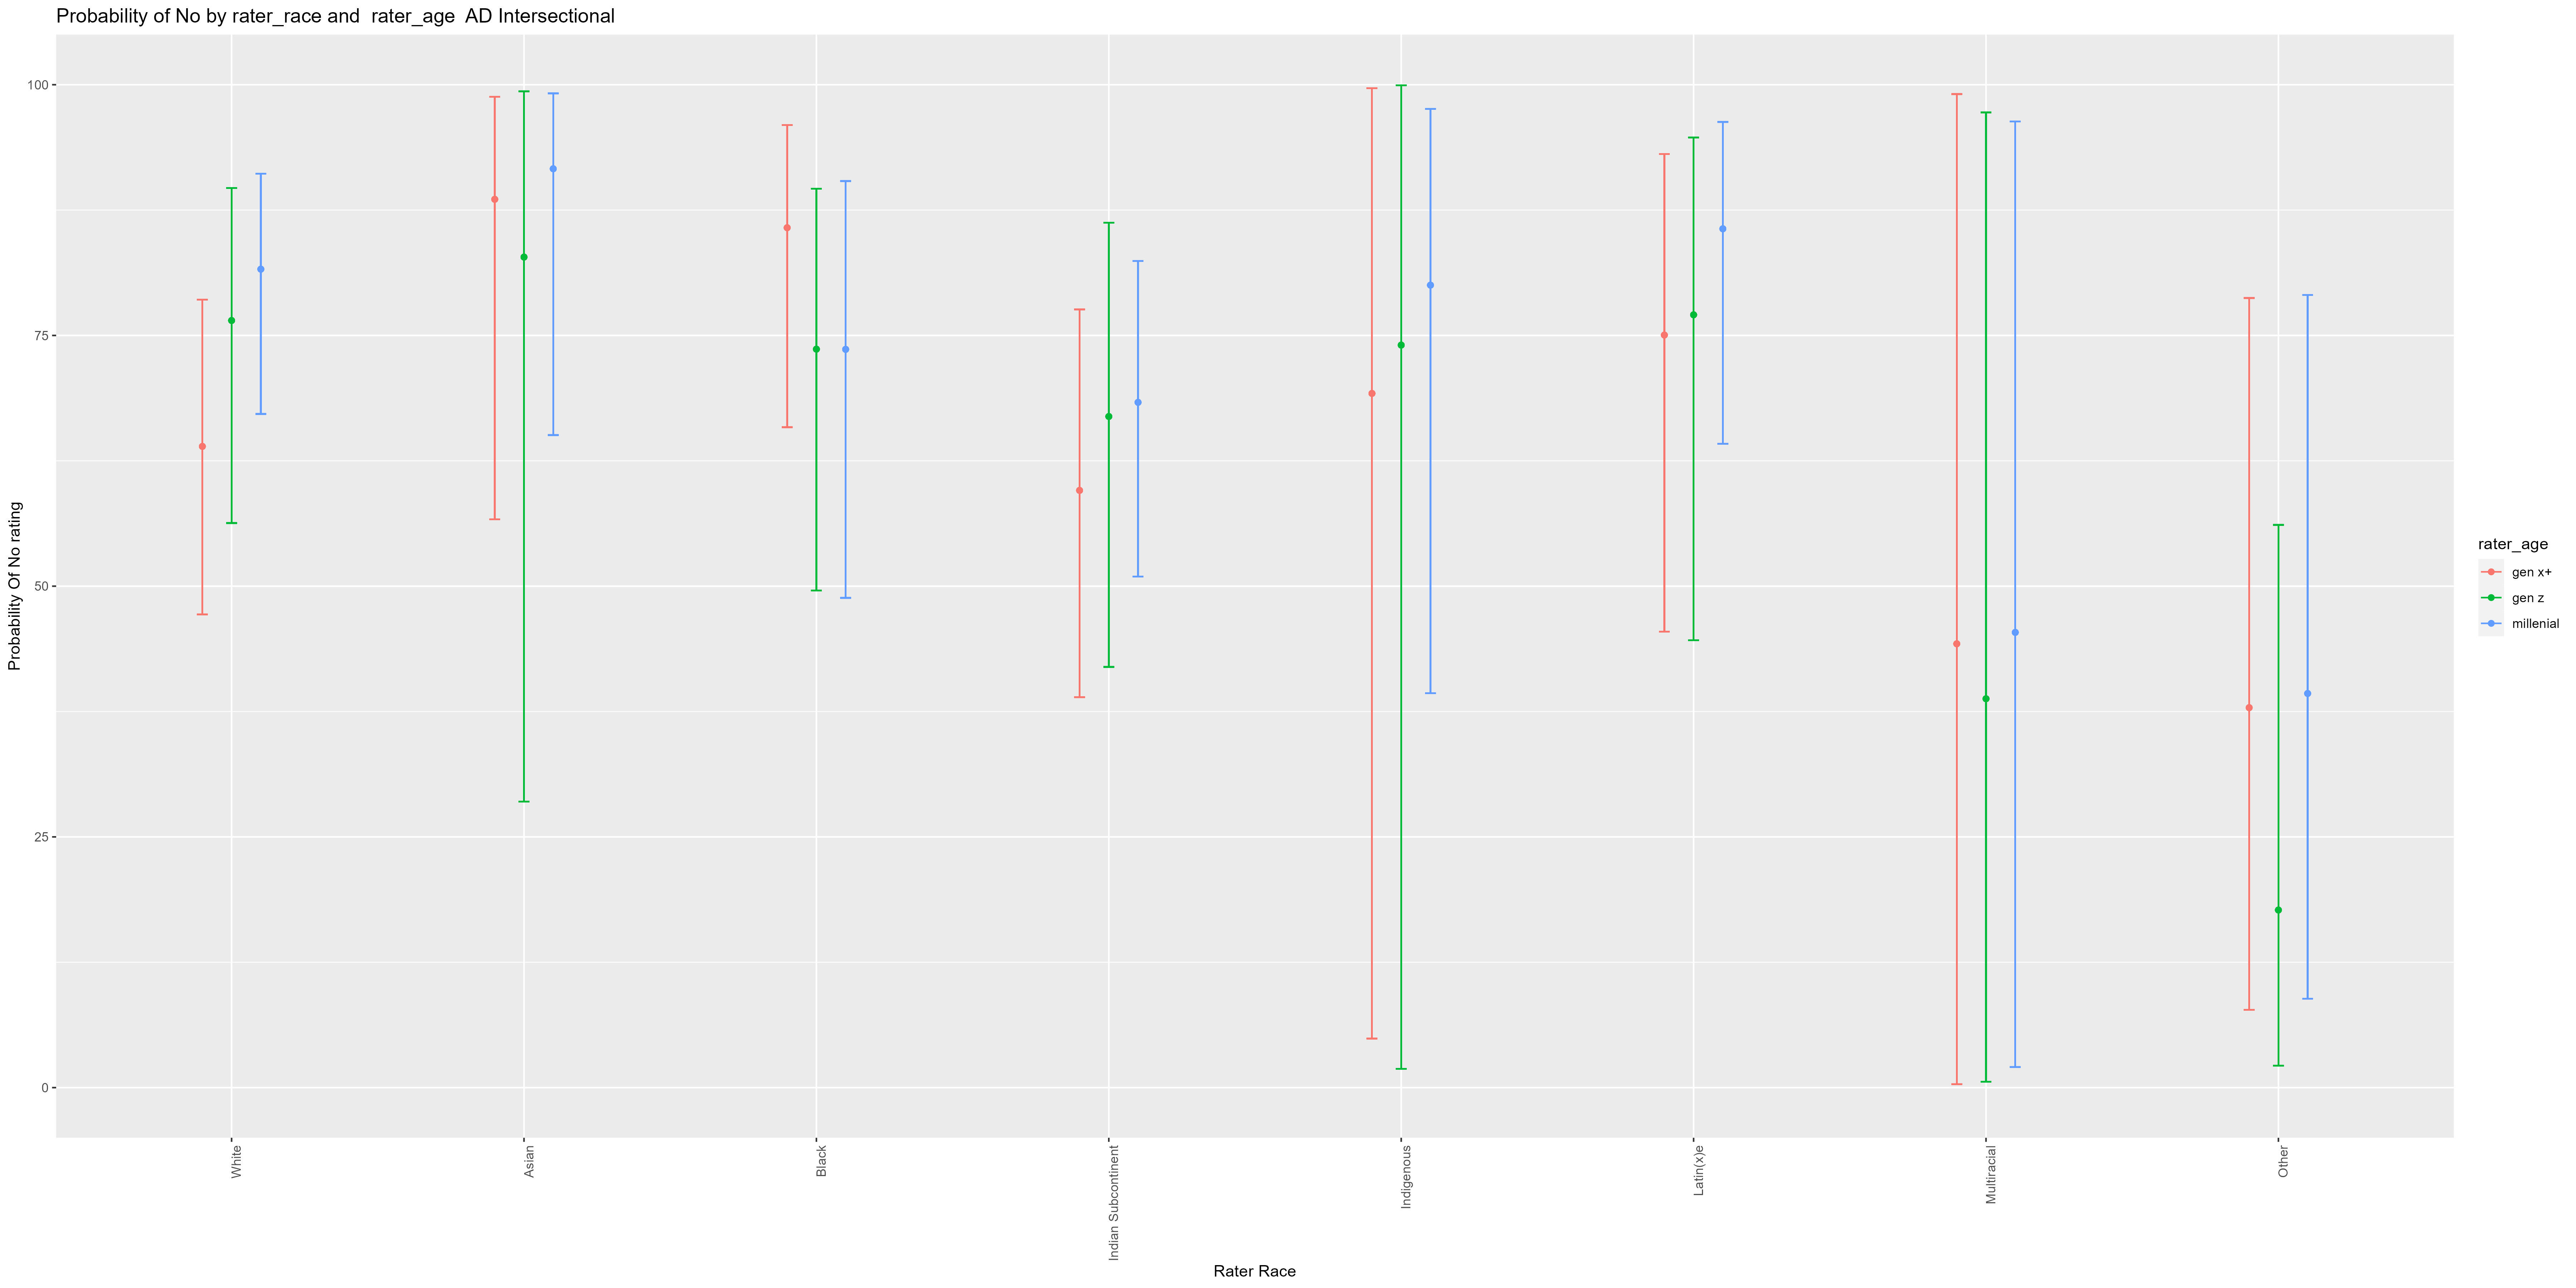 Probability of No by rater_race and  rater_age  AD Intersectional
100
75
50
25
0
Probability Of No rating
White
Asian
Black
Indian Subcontinent
Indigenous
Latin(x)e
Multiracial
Other
Rater Race
rater_age
gen x+
gen z
millenial